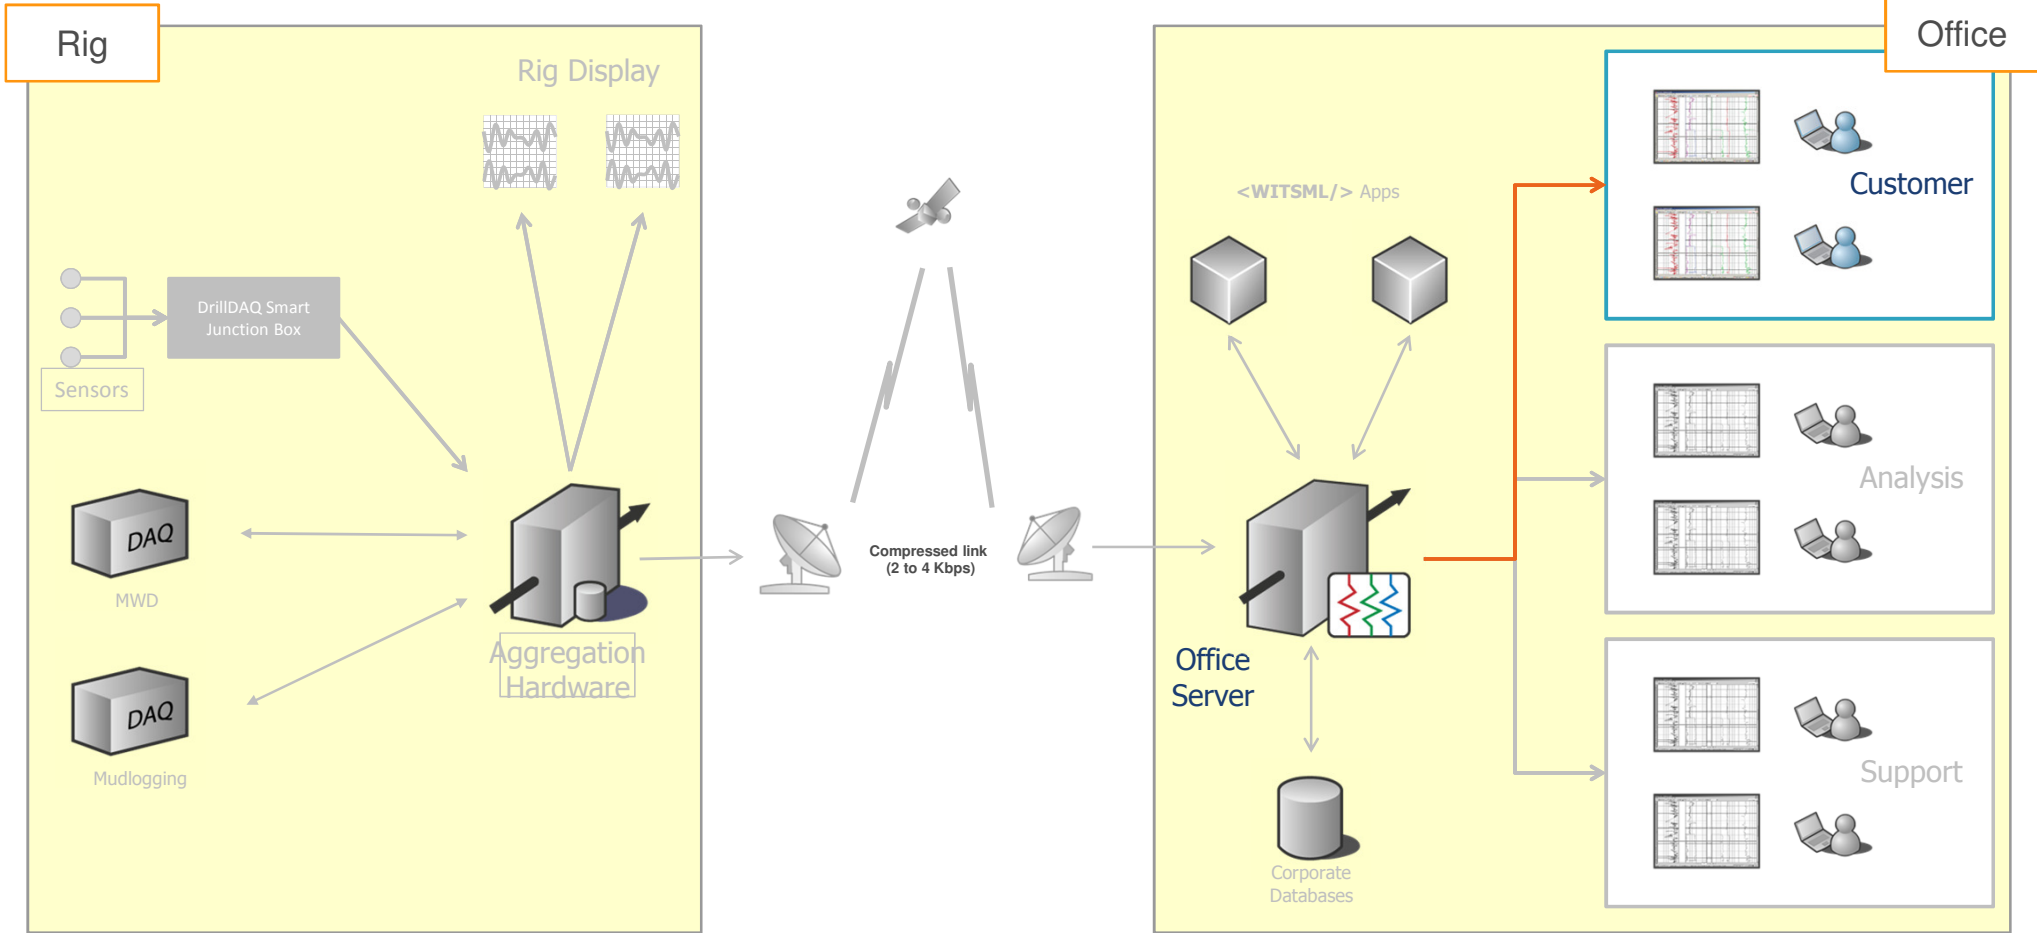 Rig
Office
Rig Display
Customer
<WITSML/> Apps
DrillDAQ Smart
Junction Box
Sensors
Analysis
DAQ
Compressed link
(2 to 4 Kbps)
MWD
Aggregation
Hardware
Office
Server
DAQ
Mudlogging
Support
Corporate
Databases